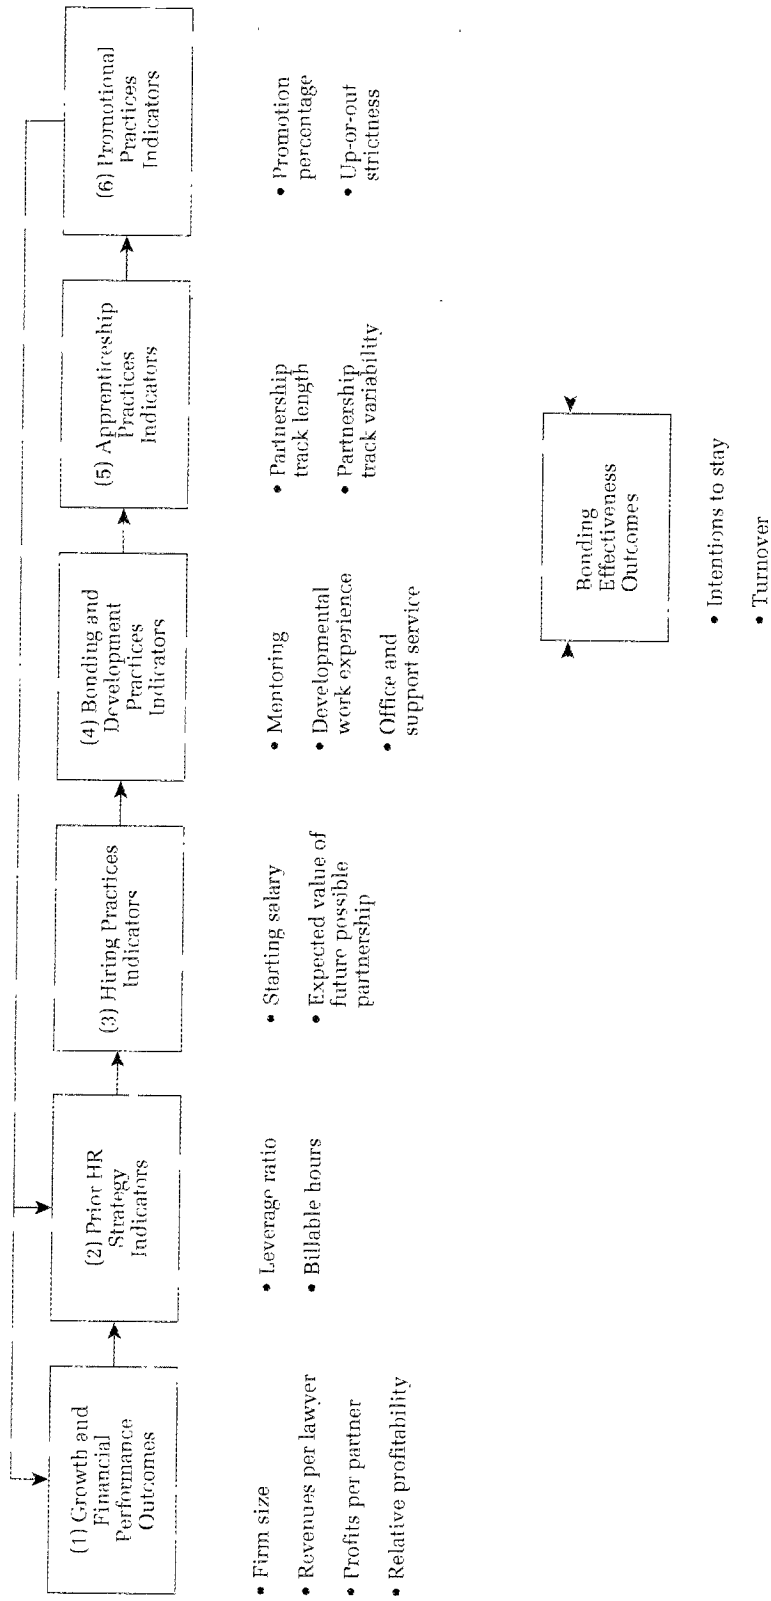 (1) Growth and
Financial
Performance
Outcomes
• Firm size
• Revenues per lawyer
• Profits per partner
• Relative profitability
(2) Prior HR
Strategy
Indicators
• Leverage ratio
• Billable hours
(3) Hiring Practices
Indicators
• Starting salary
• Expected value of
future possible
partnership
(4) Bonding and
Development
Practices
Indicators
• Mentoring
• Developmental
work experience
• Office and
support service
(5) Apprenticeship
Practices
Indicators
• Partnership
track length
• Partnership
track variability
(6) Promotional
Practices
Indicators
• Promotion
percentage
• Up-or-out
strictness
Bonding
Effectiveness
Outcomes
• Intentions to stay
• Turnover